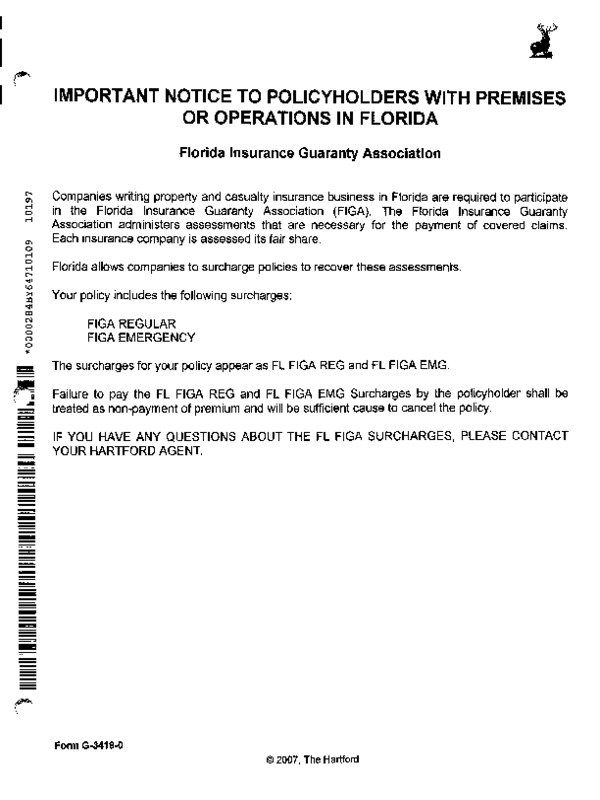 IMPORTANT NOTICE TO POLICYHOLDERS WITH PREMISES
OR OPERATIONS IN FLORIDA
Florida Insurance Guaranty Association
Companies writing property and casualty insurance business in Florida are required to participate
in the Florida Insurance Guaranty Association (FIGA). The Florida Insurance Guaranty
Association administers assessments that are necessary for the payment of covered claims.
Each insurance company is assessed its fair share.
Florida allows companies to surcharge policies to recover these assessments.
Your policy includes the following surcharges:
FIGA REGULAR
FIGA EMERGENCY
The surcharges for your policy appear as FL FIGA REG and FL FIGA EMG.
Failure to pay the FL FIGA REG and FL FIGA EMG Surcharges by the policyholder shall be
treated as non-payment of premium and will be sufficient cause to cancel the policy.
IF YOU HAVE ANY QUESTIONS ABOUT THE FL FIGA SURCHARGES, PLEASE CONTACT
YOUR HARTFORD AGENT.
*00002B4BY64710109 10197
Form G-3418-0
© 2007, The Hartford